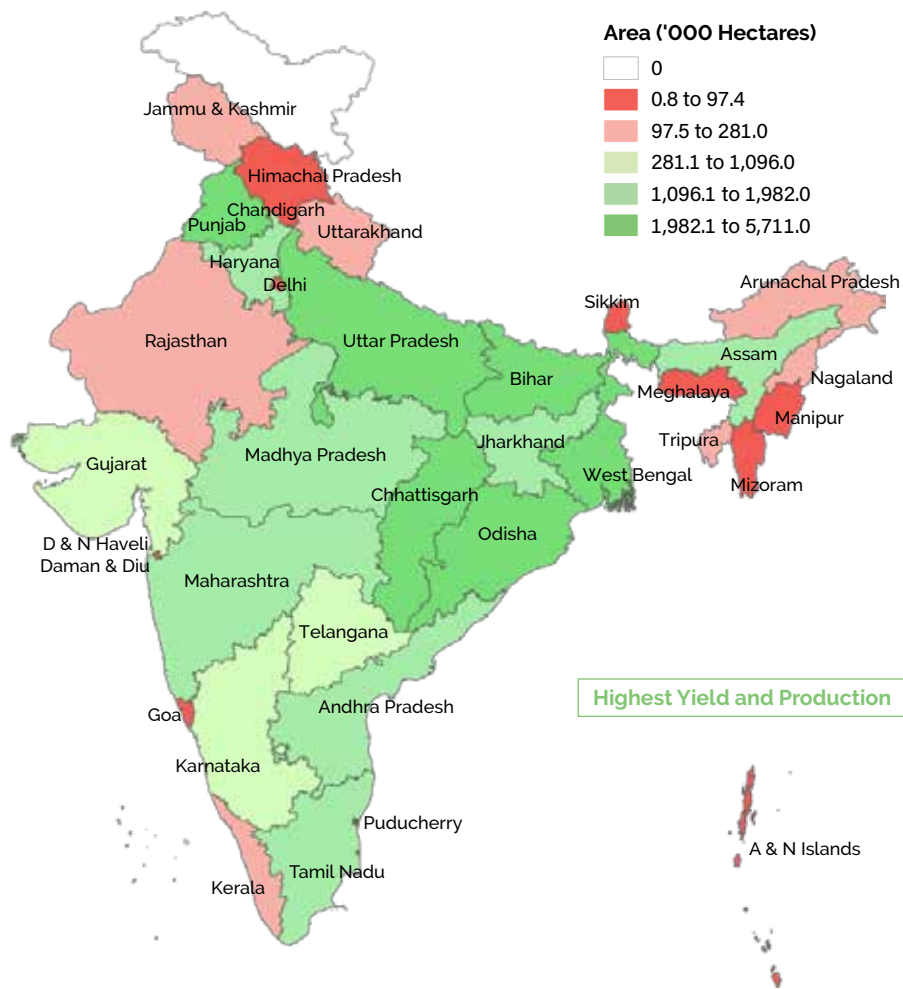 Area ('000 Hectares)
0
0.8 to 97.4
97.5 to 281.0
281.1 to 1,096.0
1,096.1 to 1,982.0
1,982.1 to 5,711.0
Jammu & Kashmir
Himachal Pradesh
Chandigarh
Punjab
Uttarakhand
Haryana
Delhi
Arunachal Pradesh
Sikkim
Rajasthan
Uttar Pradesh
Assam
Bihar
Nagaland
Meghalaya
Manipur
Tripura
Jharkhand
Madhya Pradesh
Gujarat
West Bengal
Mizoram
Chhattisgarh
Odisha
D & N Haveli
Daman & Diu
Maharashtra
Telangana
Highest Yield and Production
Andhra Pradesh
Goa
Karnataka
Puducherry
A & N Islands
Tamil Nadu
Kerala